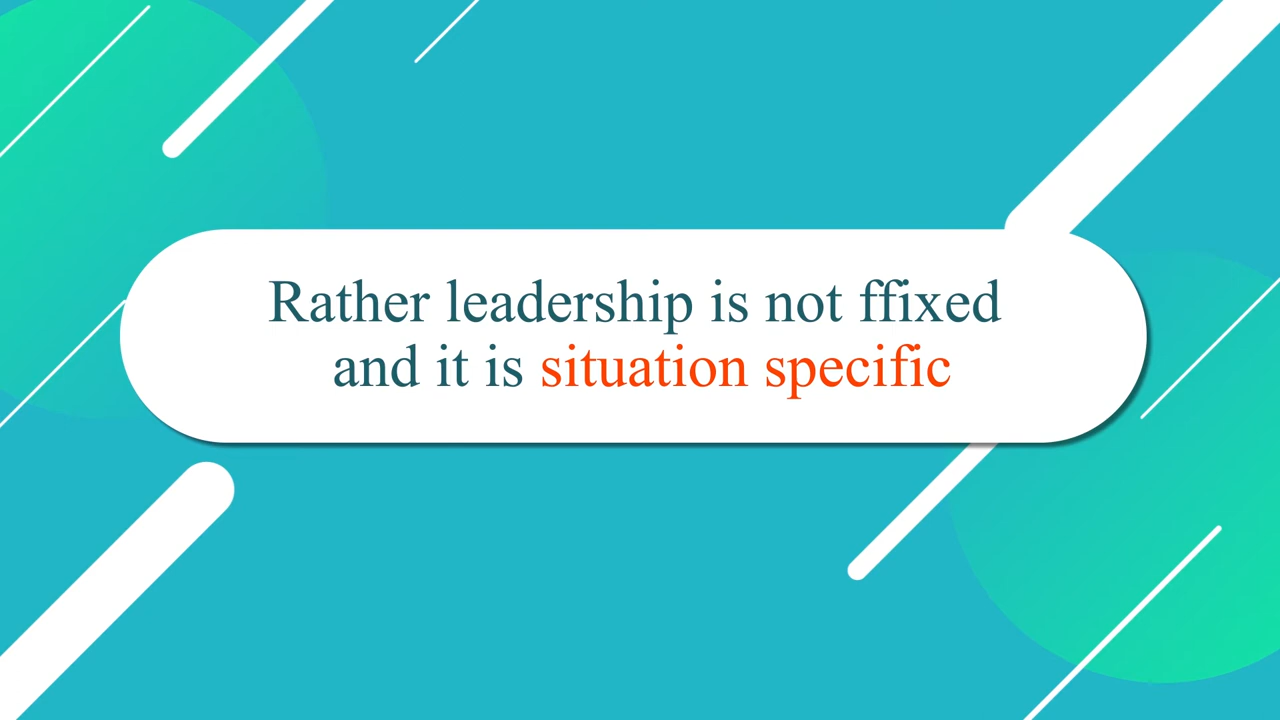 Rather leadership is not ffixed
and it is situation specific